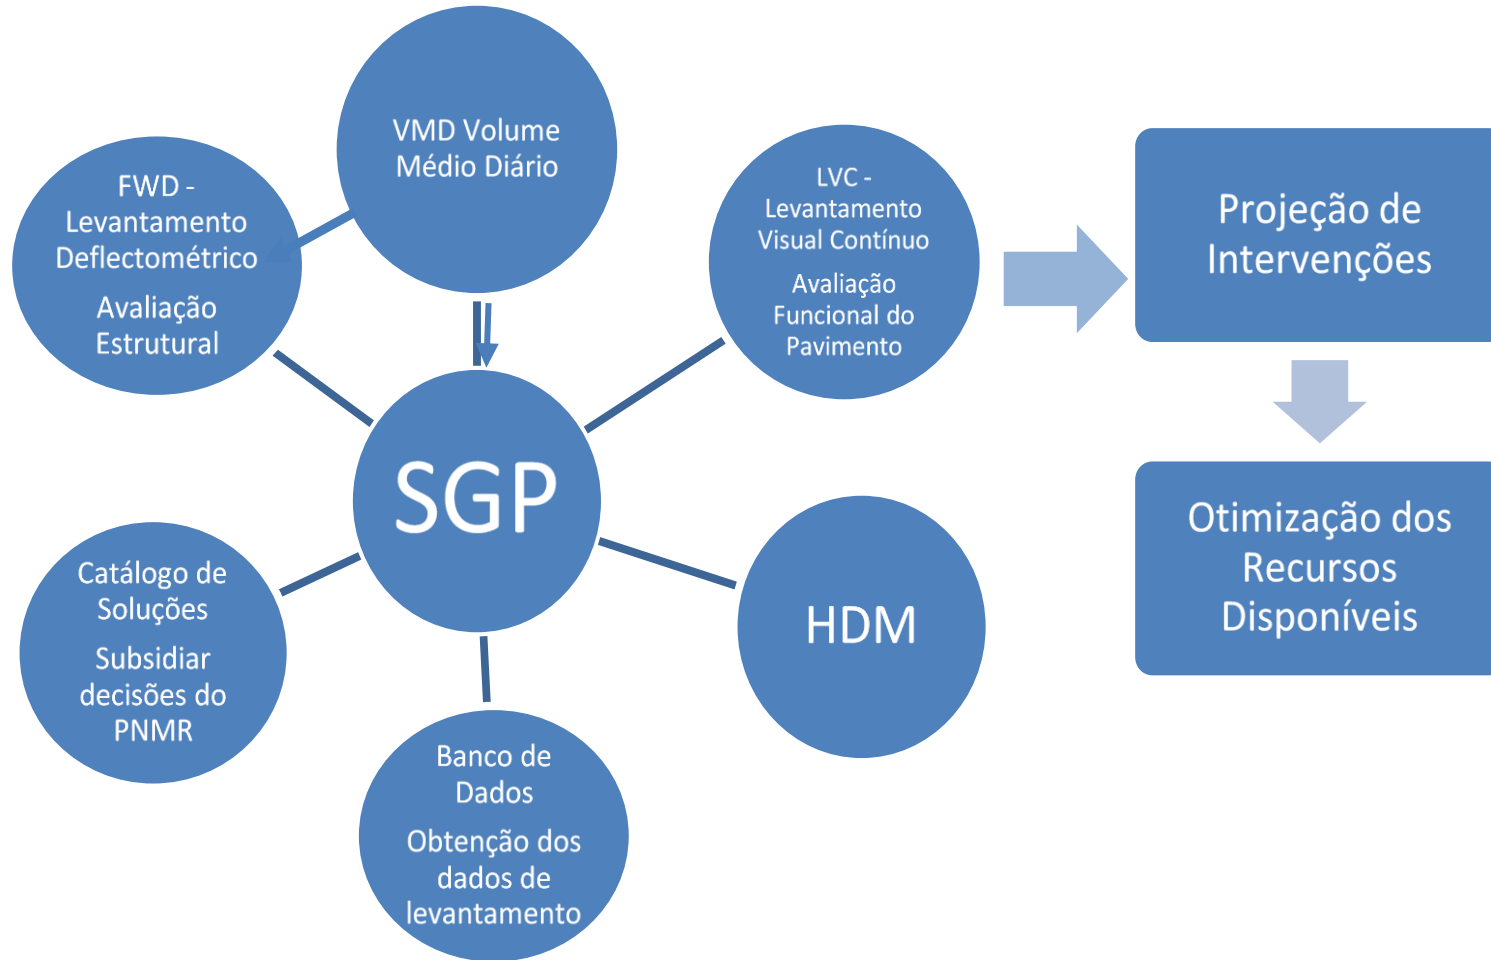 VMD Volume
Médio Diário
FWD -
Levantamento
Deflectométrico
Avaliação
Estrutural
LVC -
Levantamento
Visual Contínuo
Avaliação
Funcional do
Pavimento
Projeção de
Intervenções
SGP
Otimização dos
Recursos
Disponíveis
Catálogo de
Soluções
Subsidiar
decisões do
PNMR
HDM
Banco de
Dados
Obtenção dos
dados de
levantamento